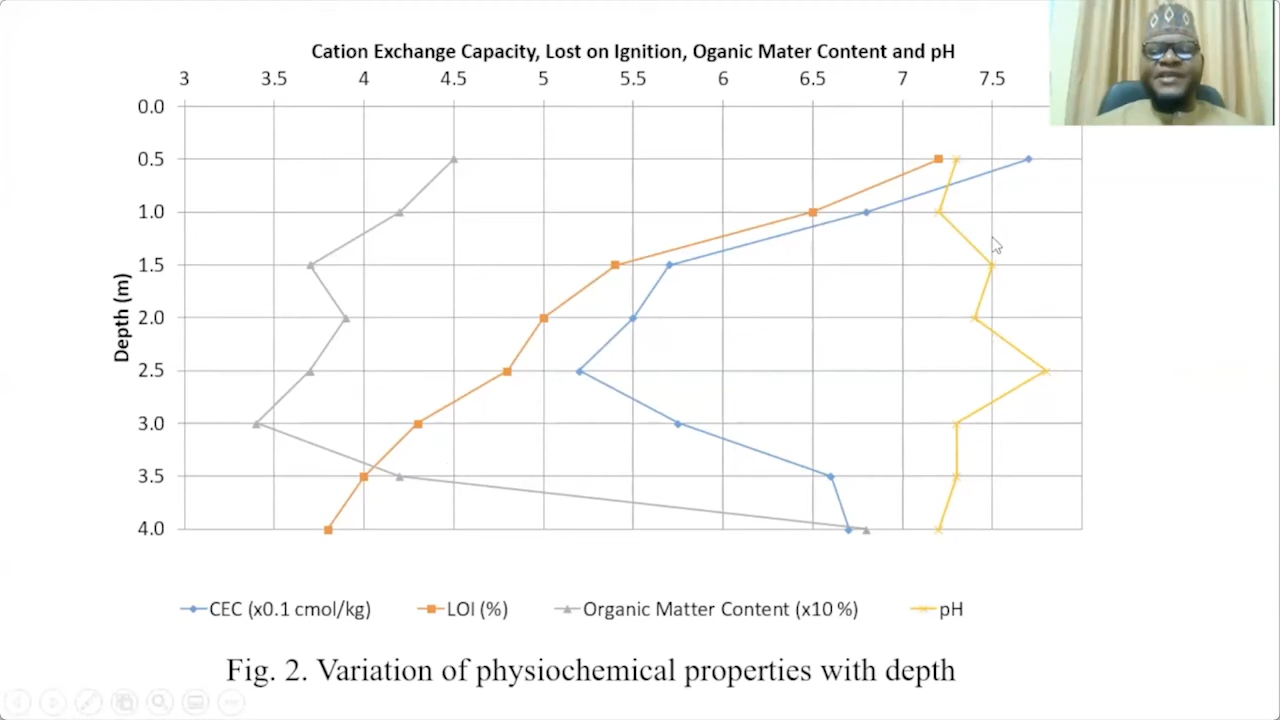 Cation Exchange Capacity, Lost on Ignition, Oganic Mater Content and pH
3 3.5 4 4.5 5 5.5 6 6.5 7 7.5
0.0
0.5
1.0
1.5
2.0
2.5
3.0
3.5
4.0
Depth (m)
CEC (x0.1 cmol/kg) LOI (%) Organic Matter Content (x10 %) pH
Fig. 2. Variation of physiochemical properties with depth